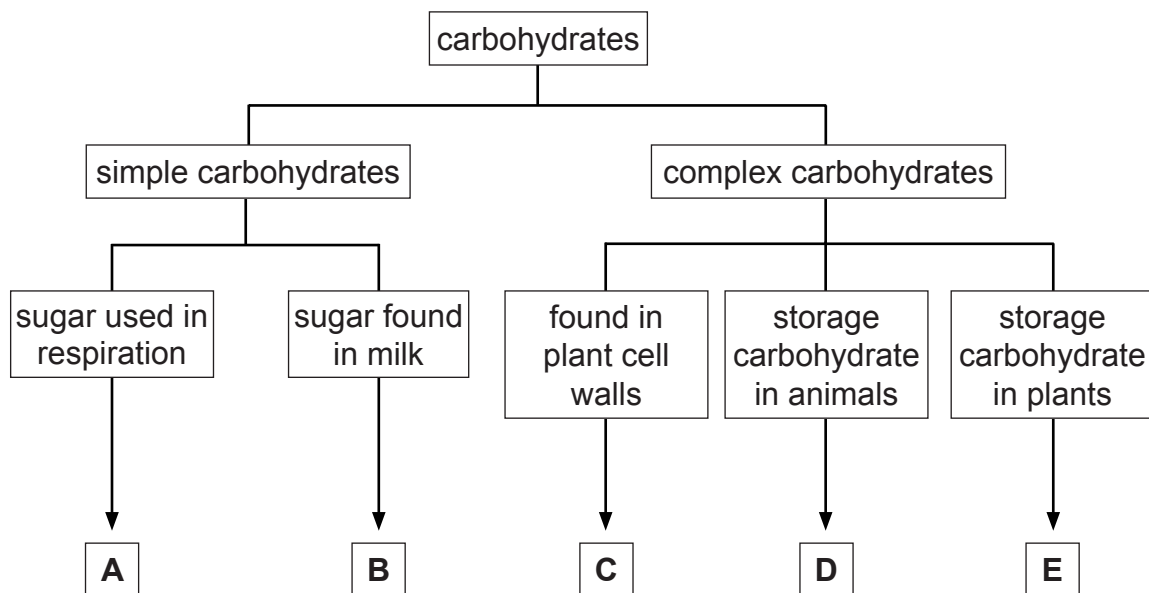 carbohydrates
simple carbohydrates
complex carbohydrates
sugar used in
respiration
sugar found
in milk
found in
plant cell
walls
storage
carbohydrate
in animals
storage
carbohydrate
in plants
A
B
C
D
E